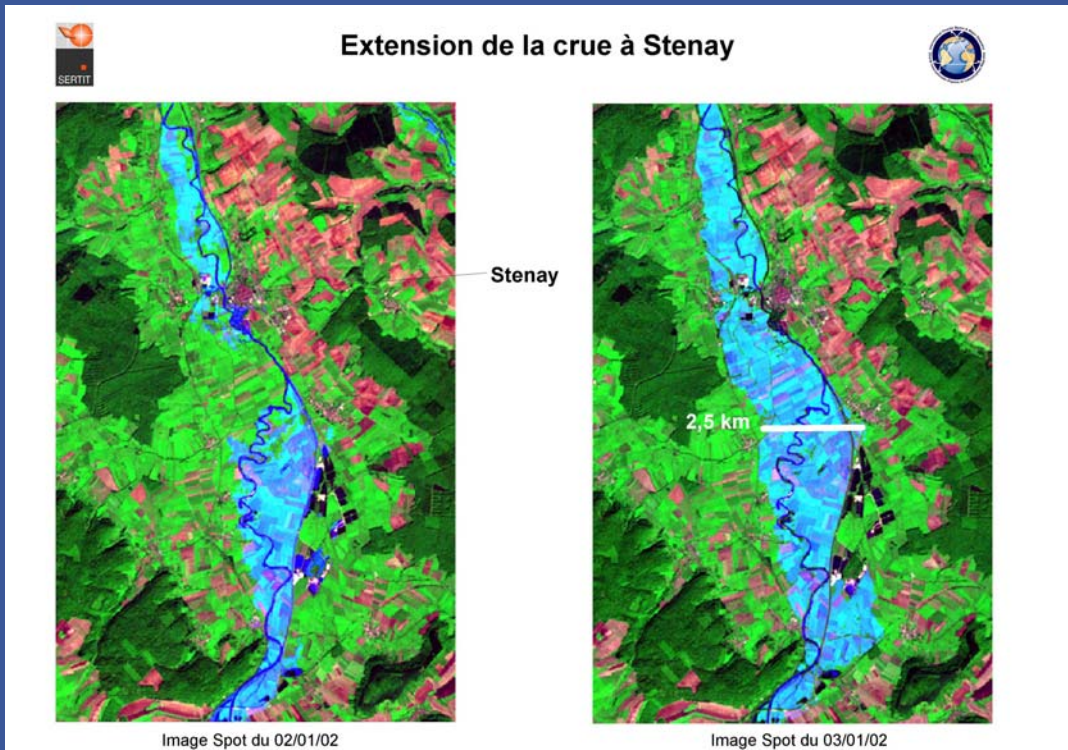 Extension de la crue à Stenay
SERTIT
Stenay
2,5 km
Image Spot du 02/01/02
Image Spot du 03/01/02